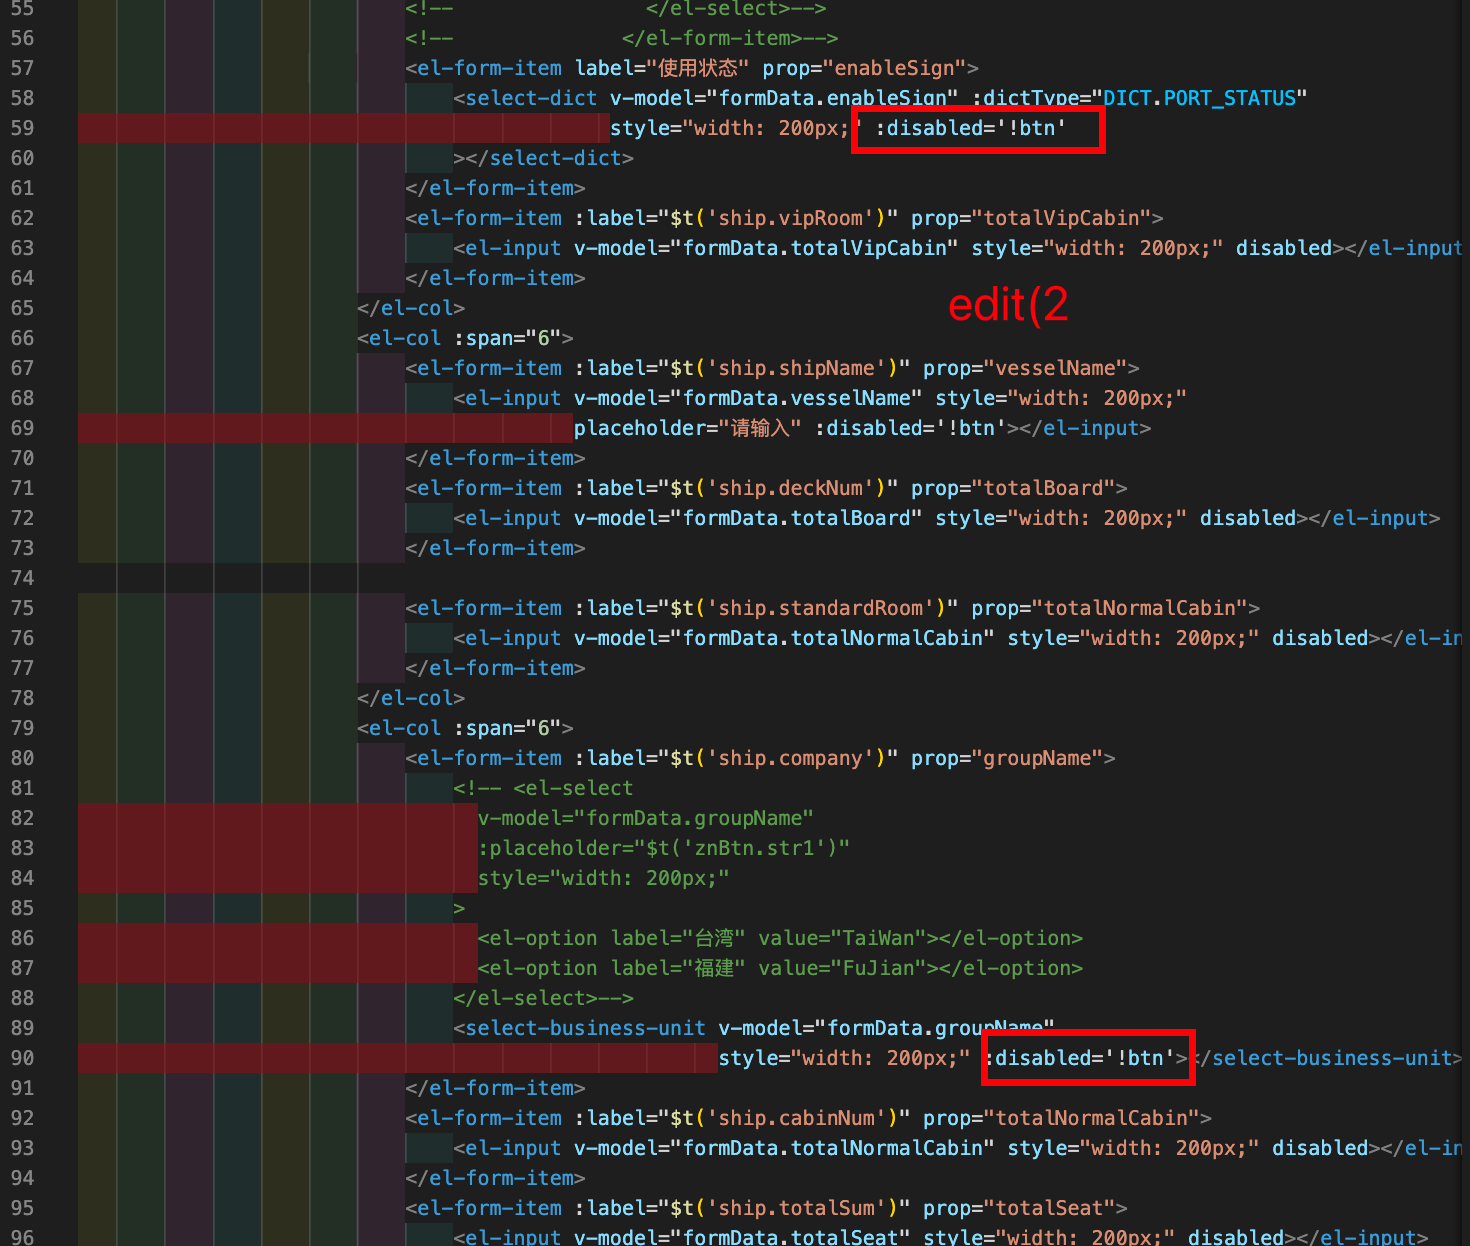 55 <!-- </el-select>-->
56 <!-- </el-form-item>-->
57 <el-form-item label="使用状态" prop="enableSign">
58 <select-dict v-model="formData.enableSign" :dictType="DICT.PORT_STATUS"
59 style="width: 200px;" :disabled='!btn'
60 ></select-dict>
61 </el-form-item>
62 <el-form-item :label="$t('ship.vipRoom')" prop="totalVipCabin">
63 <el-input v-model="formData.totalVipCabin" style="width: 200px;" disabled></el-input
64 </el-form-item>
65 </el-col>
edit(2
66 <el-col :span="6">
67 <el-form-item :label="$t('ship.shipName')" prop="vesselName">
68 <el-input v-model="formData.vesselName" style="width: 200px;"
69 placeholder="请输入" :disabled='!btn'></el-input>
70 </el-form-item>
71 <el-form-item :label="$t('ship.deckNum')" prop="totalBoard">
72 <el-input v-model="formData.totalBoard" style="width: 200px;" disabled></el-input>
73 </el-form-item>
74
75 <el-form-item :label="$t('ship.standardRoom')" prop="totalNormalCabin">
76 <el-input v-model="formData.totalNormalCabin" style="width: 200px;" disabled></el-in
77 </el-form-item>
78 </el-col>
79 <el-col :span="6">
80 <el-form-item :label="$t('ship.company')" prop="groupName">
81 <!-- <el-select
82 v-model="formData.groupName"
83 :placeholder="$t('znBtn.str1')"
84 style="width: 200px;"
85 >
86 <el-option label="台湾" value="TaiWan"></el-option>
87 <el-option label="福建" value="FuJian"></el-option>
88 </el-select>-->
89 <select-business-unit v-model="formData.groupName"
90 style="width: 200px;" :disabled='!btn'></select-business-unit>
91 </el-form-item>
92 <el-form-item :label="$t('ship.cabinNum')" prop="totalNormalCabin">
93 <el-input v-model="formData.totalNormalCabin" style="width: 200px;" disabled></el-in
94 </el-form-item>
95 <el-form-item :label="$t('ship.totalSum')" prop="totalSeat">
96 <el-input v-model="formData.totalSeat" style="width: 200px;" disabled></el-input>